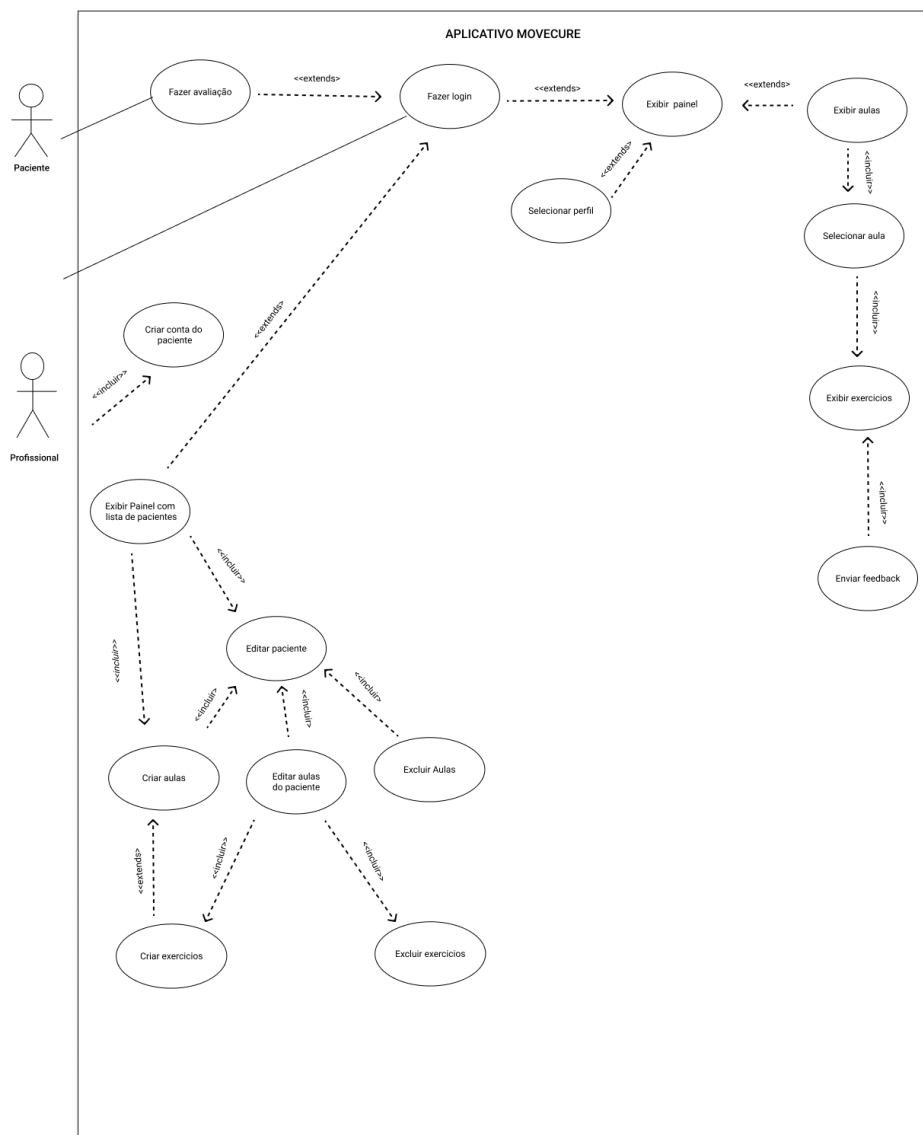 APLICATIVO MOVECURE
Fazer avaliação
<<extends>
Fazer login
<<extends>
Exibir painel
<<extends>
Exibir aulas
Paciente
<<extends>
<<incluir>>
Selecionar perfil
Selecionar aula
<<extends>
<<incluir>>
Criar conta do
paciente
<<incluir>>
Exibir exercicios
Profissional
<<incluir>>
Exibir Painel com
lista de pacientes
<<incluir>>
Enviar feedback
<<incluir>>
Editar paciente
<<incluir>
<<incluir>
<<incluir>
Criar aulas
Editar aulas
do paciente
Excluir Aulas
<<extends>
<<incluir>>
<<incluir>>
Criar exercicios
Excluir exercicios